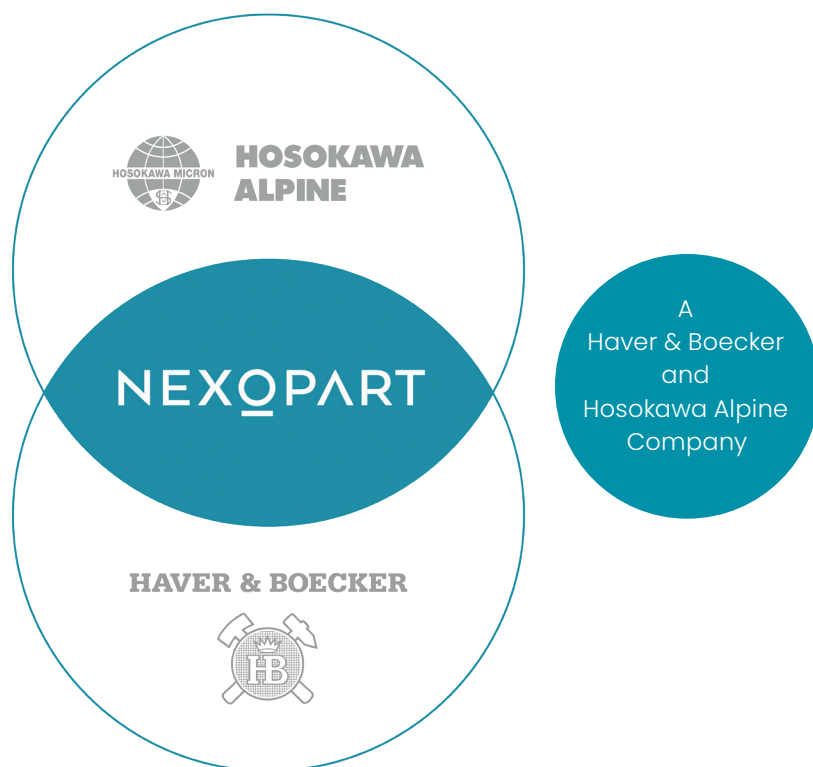 HOSOKAWA MICRON
HOSOKAWA
ALPINE
NEXOPART
A
Haver & Boecker
and
Hosokawa Alpine
Company
HAVER & BOECKER
HB